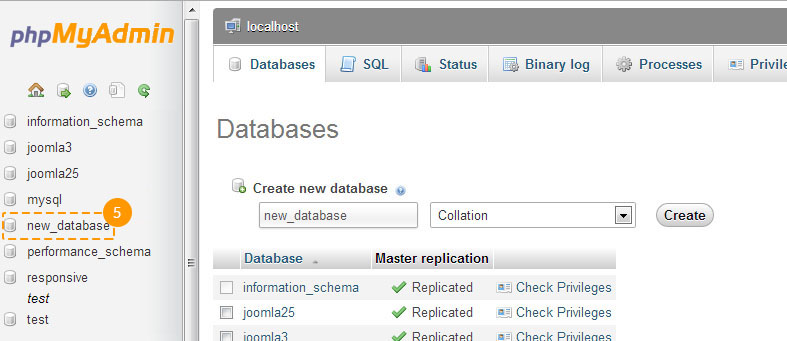 phpMyAdmin
information_schema
joomla3
joomla25
mysql
new_database
5
performance_schema
responsive
test
test
localhost
Databases SQL Status Binary log Processes Privile
Databases
Create new database
new_database Collation Create
Database Master replication
information_schema Replicated Check Privileges
joomla25 Replicated Check Privileges
joomla3 Replicated Check Privileges